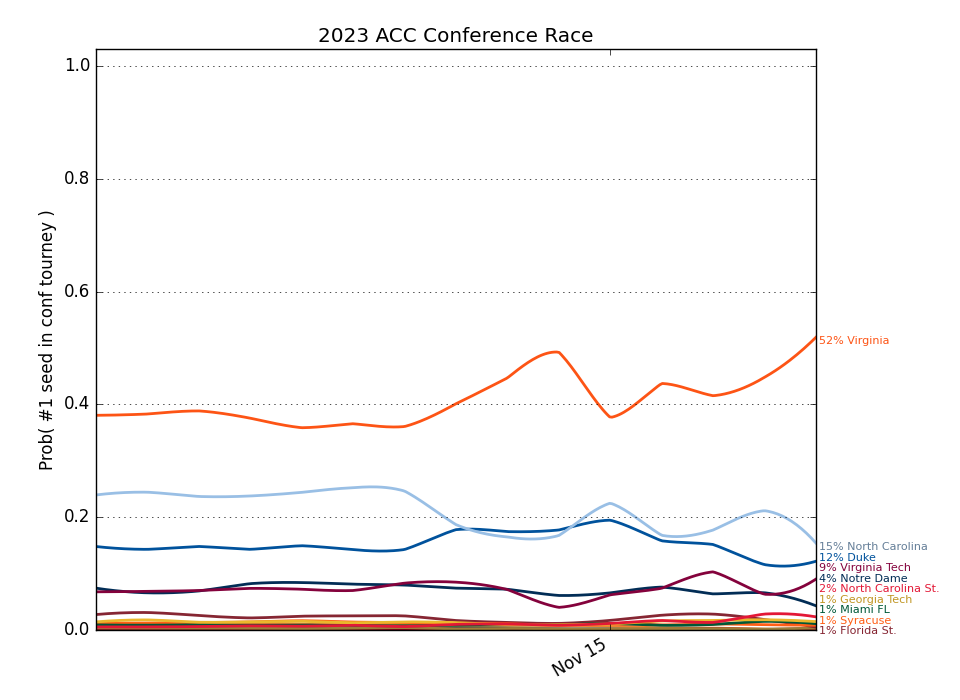 2023 ACC Conference Race
Prob( #1 seed in conf tourney )
1.0
0.8
0.6
0.4
0.2
0.0
Nov 15
52% Virginia
15% North Carolina
12% Duke
9% Virginia Tech
4% Notre Dame
2% North Carolina St.
1% Georgia Tech
1% Miami FL
1% Syracuse
1% Florida St.